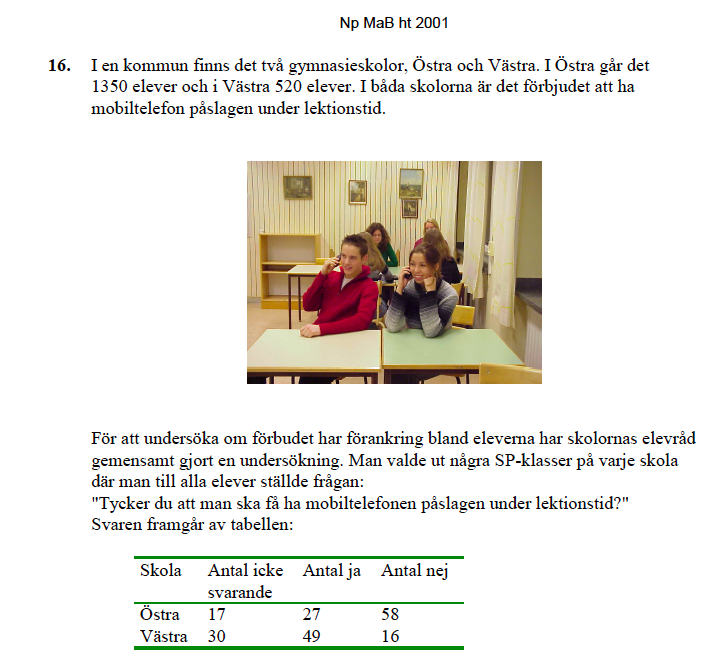 Np MaB ht 2001
16. I en kommun finns det två gymnasieskolor, Östra och Västra. I Östra går det
1350 elever och i Västra 520 elever. I båda skolorna är det förbjudet att ha
mobiltelefon påslagen under lektionstid.
För att undersöka om förbudet har förankring bland eleverna har skolornas elevråd
gemensamt gjort en undersökning. Man valde ut några SP-klasser på varje skola
där man till alla elever ställde frågan:
"Tycker du att man ska få ha mobiltelefonen påslagen under lektionstid?"
Svaren framgår av tabellen:
Skola Antal icke Antal ja Antal nej
svarande
Östra 17 27 58
Västra 30 49 16